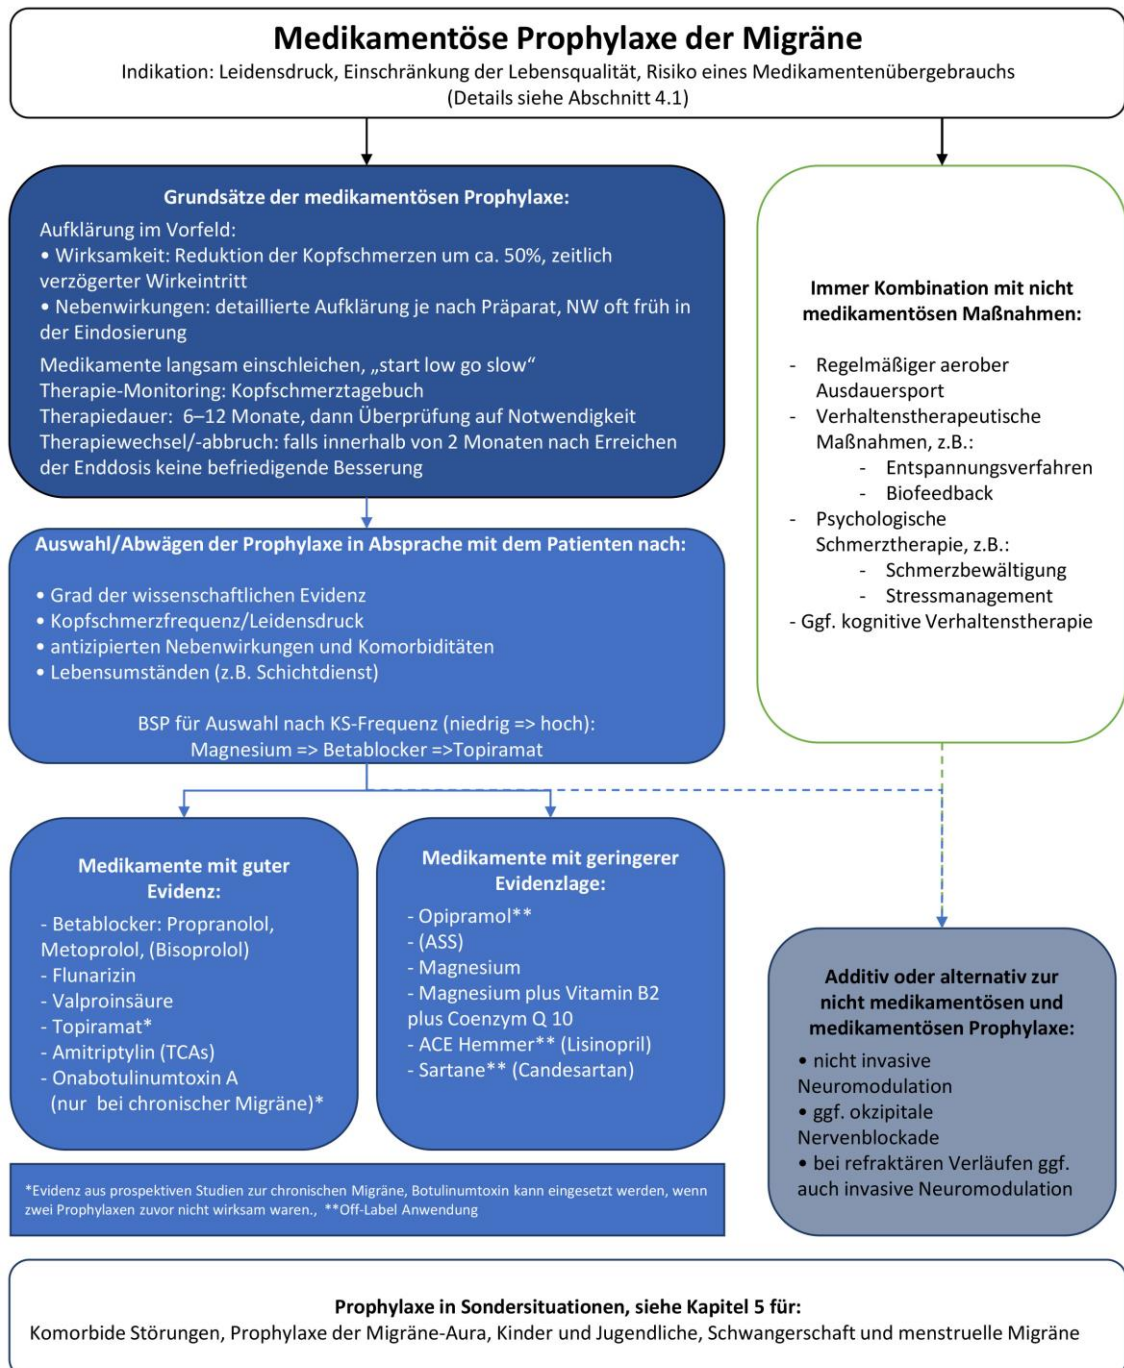 Medikamentöse Prophylaxe der Migräne
Indikation: Leidensdruck, Einschränkung der Lebensqualität, Risiko eines Medikamentenübergebrauchs
(Details siehe Abschnitt 4.1)
Grundsätze der medikamentösen Prophylaxe:
Aufklärung im Vorfeld:
• Wirksamkeit: Reduktion der Kopfschmerzen um ca. 50%, zeitlich
verzögerter Wirkeintritt
• Nebenwirkungen: detaillierte Aufklärung je nach Präparat, NW oft früh in
der Eindosierung
Medikamente langsam einschleichen, „start low go slow“
Therapie-Monitoring: Kopfschmerztagebuch
Therapiedauer: 6–12 Monate, dann Überprüfung auf Notwendigkeit
Therapiewechsel/-abbruch: falls innerhalb von 2 Monaten nach Erreichen
der Enddosis keine befriedigende Besserung
Immer Kombination mit nicht
medikamentösen Maßnahmen:
- Regelmäßiger aerober
Ausdauersport
- Verhaltenstherapeutische
Maßnahmen, z.B.:
- Entspannungsverfahren
- Biofeedback
- Psychologische
Schmerztherapie, z.B.:
- Schmerzbewältigung
- Stressmanagement
- Ggf. kognitive Verhaltenstherapie
Auswahl/Abwägen der Prophylaxe in Absprache mit dem Patienten nach:
• Grad der wissenschaftlichen Evidenz
• Kopfschmerzfrequenz/Leidensdruck
• antizipierten Nebenwirkungen und Komorbiditäten
• Lebensumständen (z.B. Schichtdienst)
BSP für Auswahl nach KS-Frequenz (niedrig => hoch):
Magnesium => Betablocker =>Topiramat
Medikamente mit guter
Evidenz:
- Betablocker: Propranolol,
Metoprolol, (Bisoprolol)
- Flunarizin
- Valproinsäure
- Topiramat*
- Amitriptylin (TCAs)
- Onabotulinumtoxin A
(nur bei chronischer Migräne)*
Medikamente mit geringerer
Evidenzlage:
- Opipramol**
- (ASS)
- Magnesium
- Magnesium plus Vitamin B2
plus Coenzym Q 10
- ACE Hemmer** (Lisinopril)
- Sartane** (Candesartan)
Additiv oder alternativ zur
nicht medikamentösen und
medikamentösen Prophylaxe:
• nicht invasive
Neuromodulation
• ggf. okzipitale
Nervenblockade
• bei refraktären Verläufen ggf.
auch invasive Neuromodulation
*Evidenz aus prospektiven Studien zur chronischen Migräne, Botulinumtoxin kann eingesetzt werden, wenn
zwei Prophylaxen zuvor nicht wirksam waren., **Off-Label Anwendung
Prophylaxe in Sondersituationen, siehe Kapitel 5 für:
Komorbide Störungen, Prophylaxe der Migräne-Aura, Kinder und Jugendliche, Schwangerschaft und menstruelle Migräne